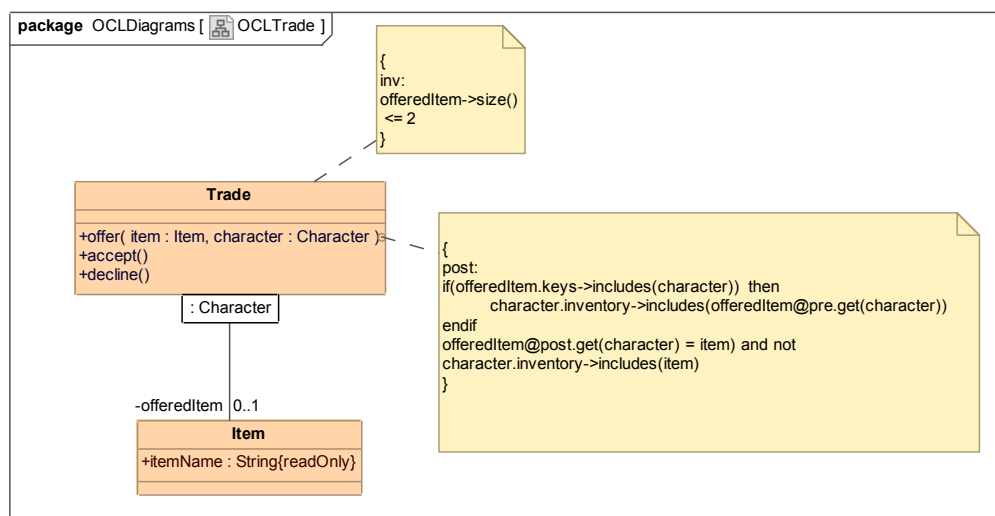 package OCLDiagrams [ OCLTrade ]
{
inv:
offeredItem->size()
<= 2
}
Trade
+offer( item : Item, character : Character )
+accept()
+decline()
: Character
{
post:
if(offeredItem.keys->includes(character)) then
character.inventory->includes(offeredItem@pre.get(character))
endif
offeredItem@post.get(character) = item) and not
character.inventory->includes(item)
}
-offeredItem 0..1
Item
+itemName : String{readOnly}